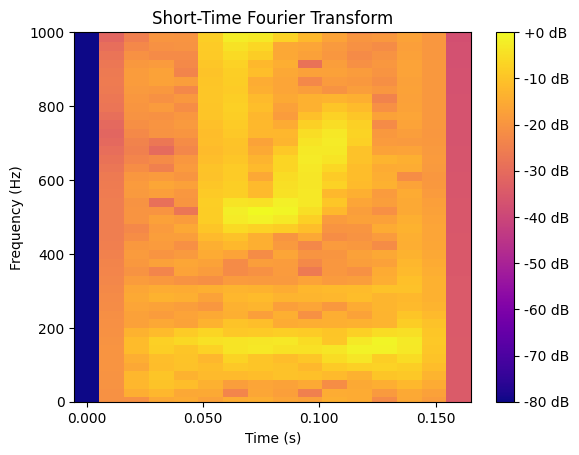 Short-Time Fourier Transform
1000
800
600
400
200
0
Frequency (Hz)
0.000
0.050
0.100
0.150
Time (s)
+0 dB
-10 dB
-20 dB
-30 dB
-40 dB
-50 dB
-60 dB
-70 dB
-80 dB